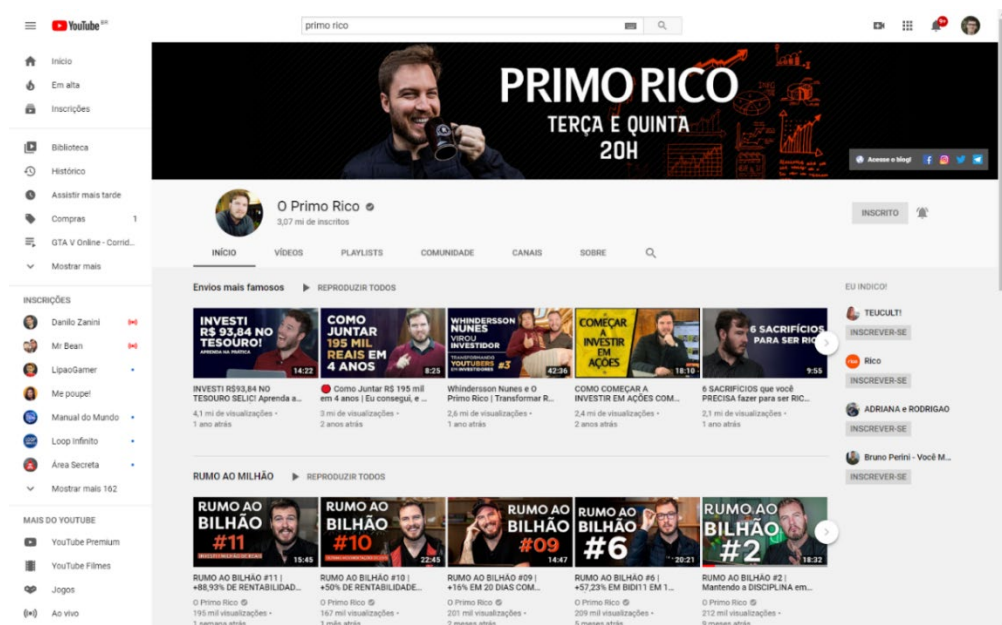 YouTube BR
primo rico
Início
Em alta
Inscrições
Biblioteca
Histórico
Assistir mais tarde
Compras 1
GTA V Online - Corrid...
Mostrar mais
INSCRIÇÕES
Danilo Zanini
Mr Bean
LipaoGamer
Me poupe!
Manual do Mundo
Loop Infinito
Área Secreta
Mostrar mais 162
MAIS DO YOUTUBE
YouTube Premium
YouTube Filmes
Jogos
Ao vivo
PRIMO RICO
TERÇA E QUINTA
20H
Acesse o blog!
O Primo Rico
3,07 mi de inscritos
INSCRITO
INÍCIO VÍDEOS PLAYLISTS COMUNIDADE CANAIS SOBRE
Envios mais famosos REPRODUZIR TODOS
INVESTI
R$ 93,84 NO
TESOURO!
APRENDA NA PRÁTICA
14:22
INVESTI R$93,84 NO
TESOURO SELIC! Aprenda a...
4,1 mi de visualizações •
1 ano atrás
COMO
JUNTAR
195 MIL
REAIS EM
4 ANOS
8:25
Como Juntar R$ 195 mil
em 4 anos | Eu consegui, e ...
3 mi de visualizações •
2 anos atrás
WHINDERSSON
NUNES
VIROU
INVESTIDOR
TRANSFORMANDO
YOUTUBERS #3
42:36
Whindersson Nunes e O
Primo Rico | Transformar R...
2,6 mi de visualizações •
1 ano atrás
COMEÇAR
A
INVESTIR
EM
AÇÕES
18:10
COMO COMEÇAR A
INVESTIR EM AÇÕES COM...
2,4 mi de visualizações •
2 anos atrás
6 SACRIFÍCIOS
PARA SER RICO
9:55
6 SACRIFÍCIOS que você
PRECISA fazer para ser RIC...
2,1 mi de visualizações •
1 ano atrás
RUMO AO MILHÃO REPRODUZIR TODOS
RUMO AO
BILHÃO
#11
15:45
RUMO AO BILHÃO #11 |
+88,93% DE RENTABILIDAD...
O Primo Rico
195 mil visualizações •
1 semana atrás
RUMO AO
BILHÃO
#10
22:45
RUMO AO BILHÃO #10 |
+50% DE RENTABILIDADE...
O Primo Rico
167 mil visualizações •
1 mês atrás
RUMO AO
BILHÃO
#09
14:47
RUMO AO BILHÃO #09 |
+16% EM 20 DIAS COM...
O Primo Rico
201 mil visualizações •
2 meses atrás
RUMO AO
BILHÃO
#6
20:21
RUMO AO BILHÃO #6 |
+57,23% EM BIDI11 EM 1...
O Primo Rico
209 mil visualizações •
5 meses atrás
RUMO AO
BILHÃO
#2
18:32
RUMO AO BILHÃO #2 |
Mantendo a DISCIPLINA em...
O Primo Rico
212 mil visualizações •
9 meses atrás
EU INDICO!
TEUCULT!
INSCREVER-SE
Rico
INSCREVER-SE
ADRIANA e RODRIGAO
INSCREVER-SE
Bruno Perini - Você M...
INSCREVER-SE